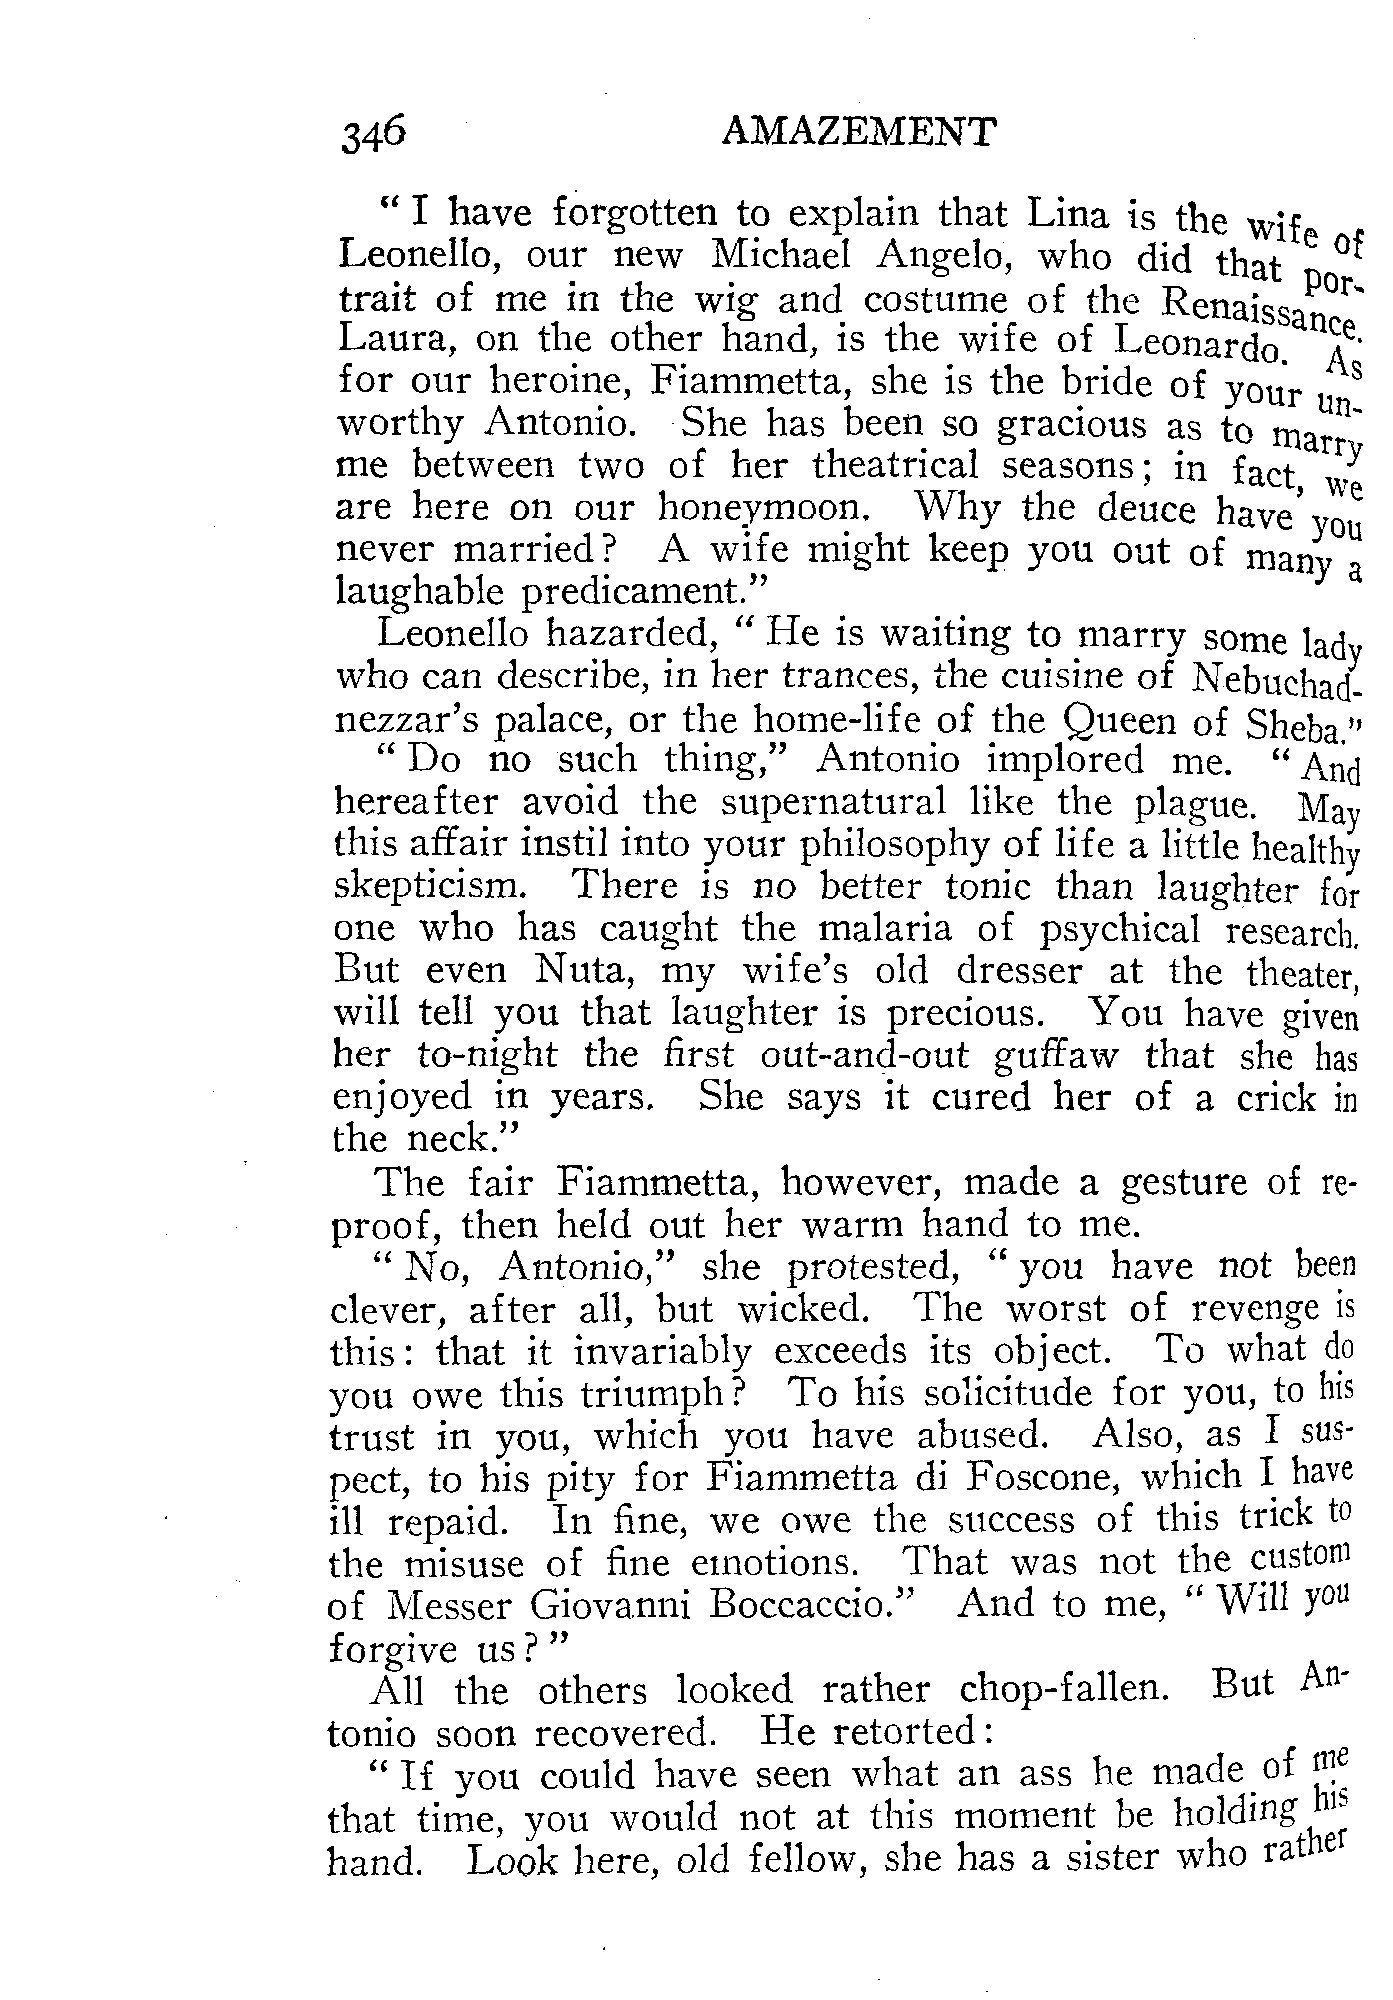 346 AMAZEMENT
“ I have forgotten to explain that Lina is the wife of
Leonello, our new Michael Angelo, who did that por-
trait of me in the wig and costume of the Renaissance.
Laura, on the other hand, is the wife of Leonardo. As
for our heroine, Fiammetta, she is the bride of your un-
worthy Antonio. She has been so gracious as to marry
me between two of her theatrical seasons; in fact, we
are here on our honeymoon. Why the deuce have you
never married? A wife might keep you out of many a
laughable predicament.”
Leonello hazarded, “ He is waiting to marry some lady
who can describe, in her trances, the cuisine of Nebuchad-
nezzar’s palace, or the home-life of the Queen of Sheba.”
“ Do no such thing,” Antonio implored me. “ And
hereafter avoid the supernatural like the plague. May
this affair instil into your philosophy of life a little healthy
skepticism. There is no better tonic than laughter for
one who has caught the malaria of psychical research.
But even Nuta, my wife’s old dresser at the theater,
will tell you that laughter is precious. You have given
her to-night the first out-and-out guffaw that she has
enjoyed in years. She says it cured her of a crick in
the neck.”
The fair Fiammetta, however, made a gesture of re-
proof, then held out her warm hand to me.
“ No, Antonio,” she protested, “ you have not been
clever, after all, but wicked. The worst of revenge is
this: that it invariably exceeds its object. To what do
you owe this triumph? To his solicitude for you, to his
trust in you, which you have abused. Also, as I sus-
pect, to his pity for Fiammetta di Foscone, which I have
ill repaid. In fine, we owe the success of this trick to
the misuse of fine emotions. That was not the custom
of Messer Giovanni Boccaccio.” And to me, “ Will you
forgive us? ”
All the others looked rather chop-fallen. But An-
tonio soon recovered. He retorted:
“ If you could have seen what an ass he made of me
that time, you would not at this moment be holding his
hand. Look here, old fellow, she has a sister who rather